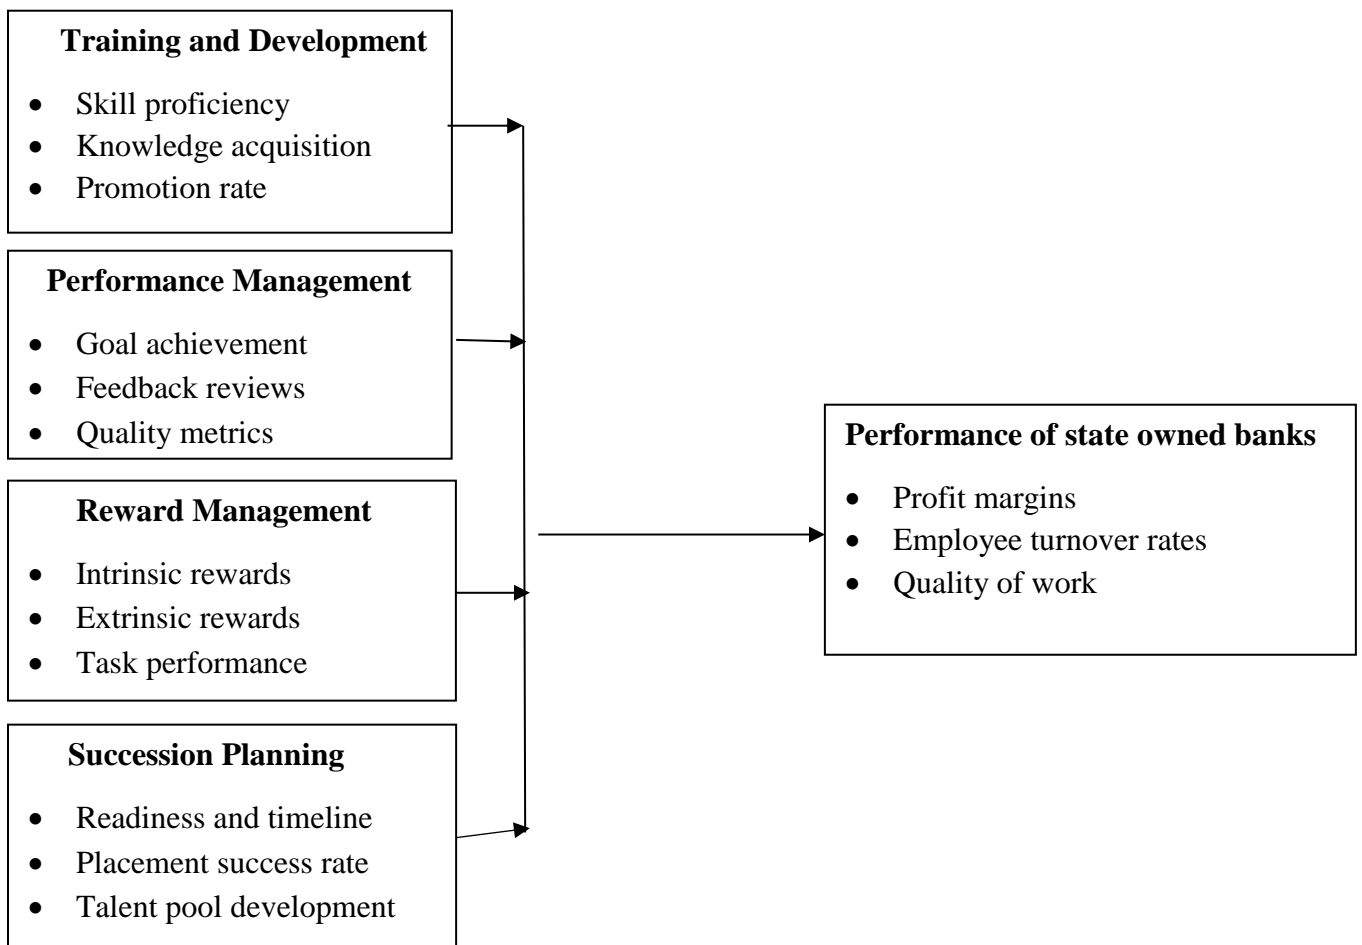 Training and Development
• Skill proficiency
• Knowledge acquisition
• Promotion rate
Performance Management
• Goal achievement
• Feedback reviews
• Quality metrics
Reward Management
• Intrinsic rewards
• Extrinsic rewards
• Task performance
Succession Planning
• Readiness and timeline
• Placement success rate
• Talent pool development
Performance of state owned banks
• Profit margins
• Employee turnover rates
• Quality of work